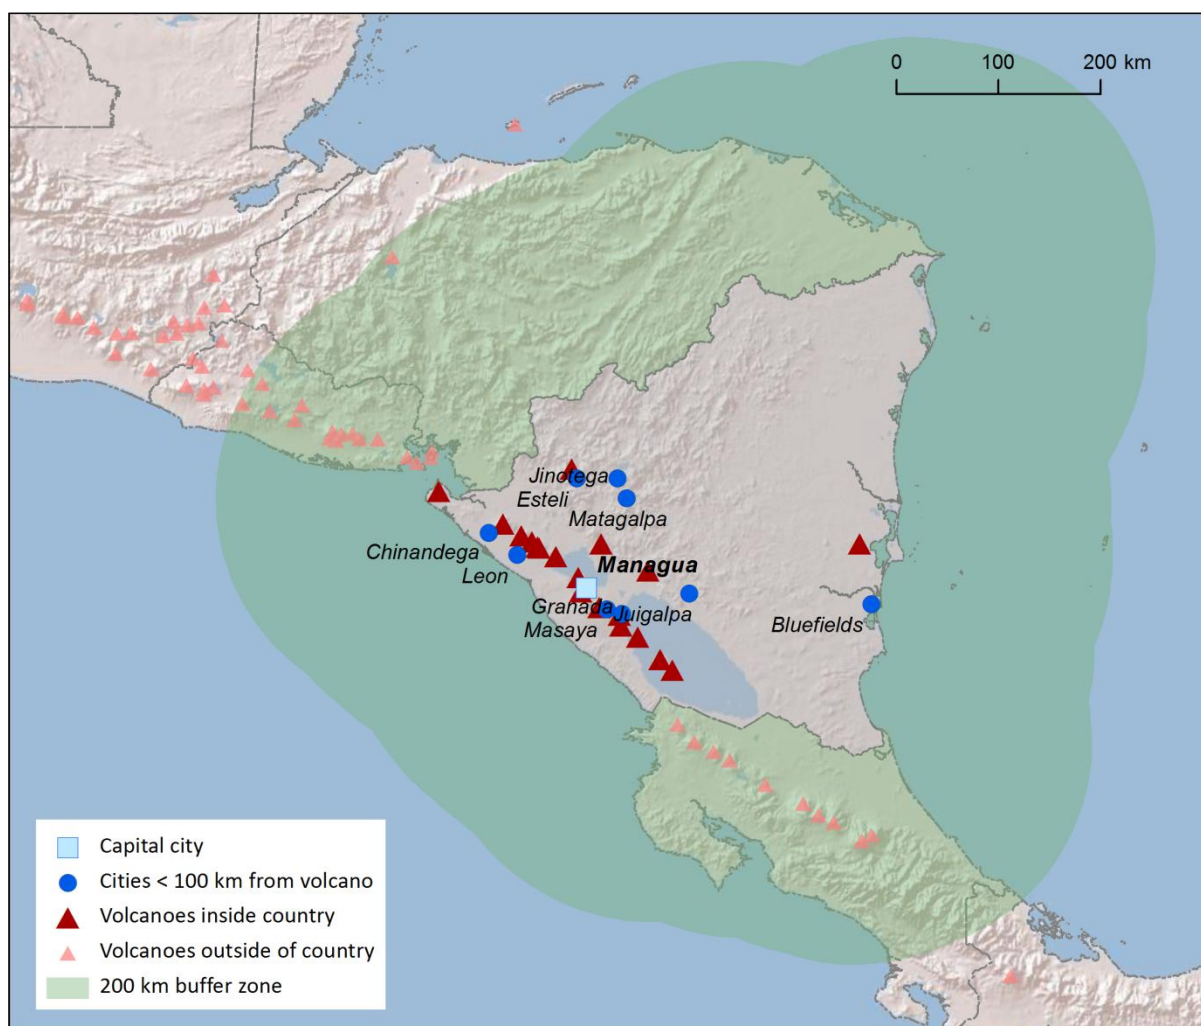 0 100 200 km
Jinotega
Esteli
Matagalpa
Chinandega
Managua
Leon
Granada
Juigalpa
Masaya
Bluefields
Capital city
Cities < 100 km from volcano
Volcanoes inside country
Volcanoes outside of country
200 km buffer zone